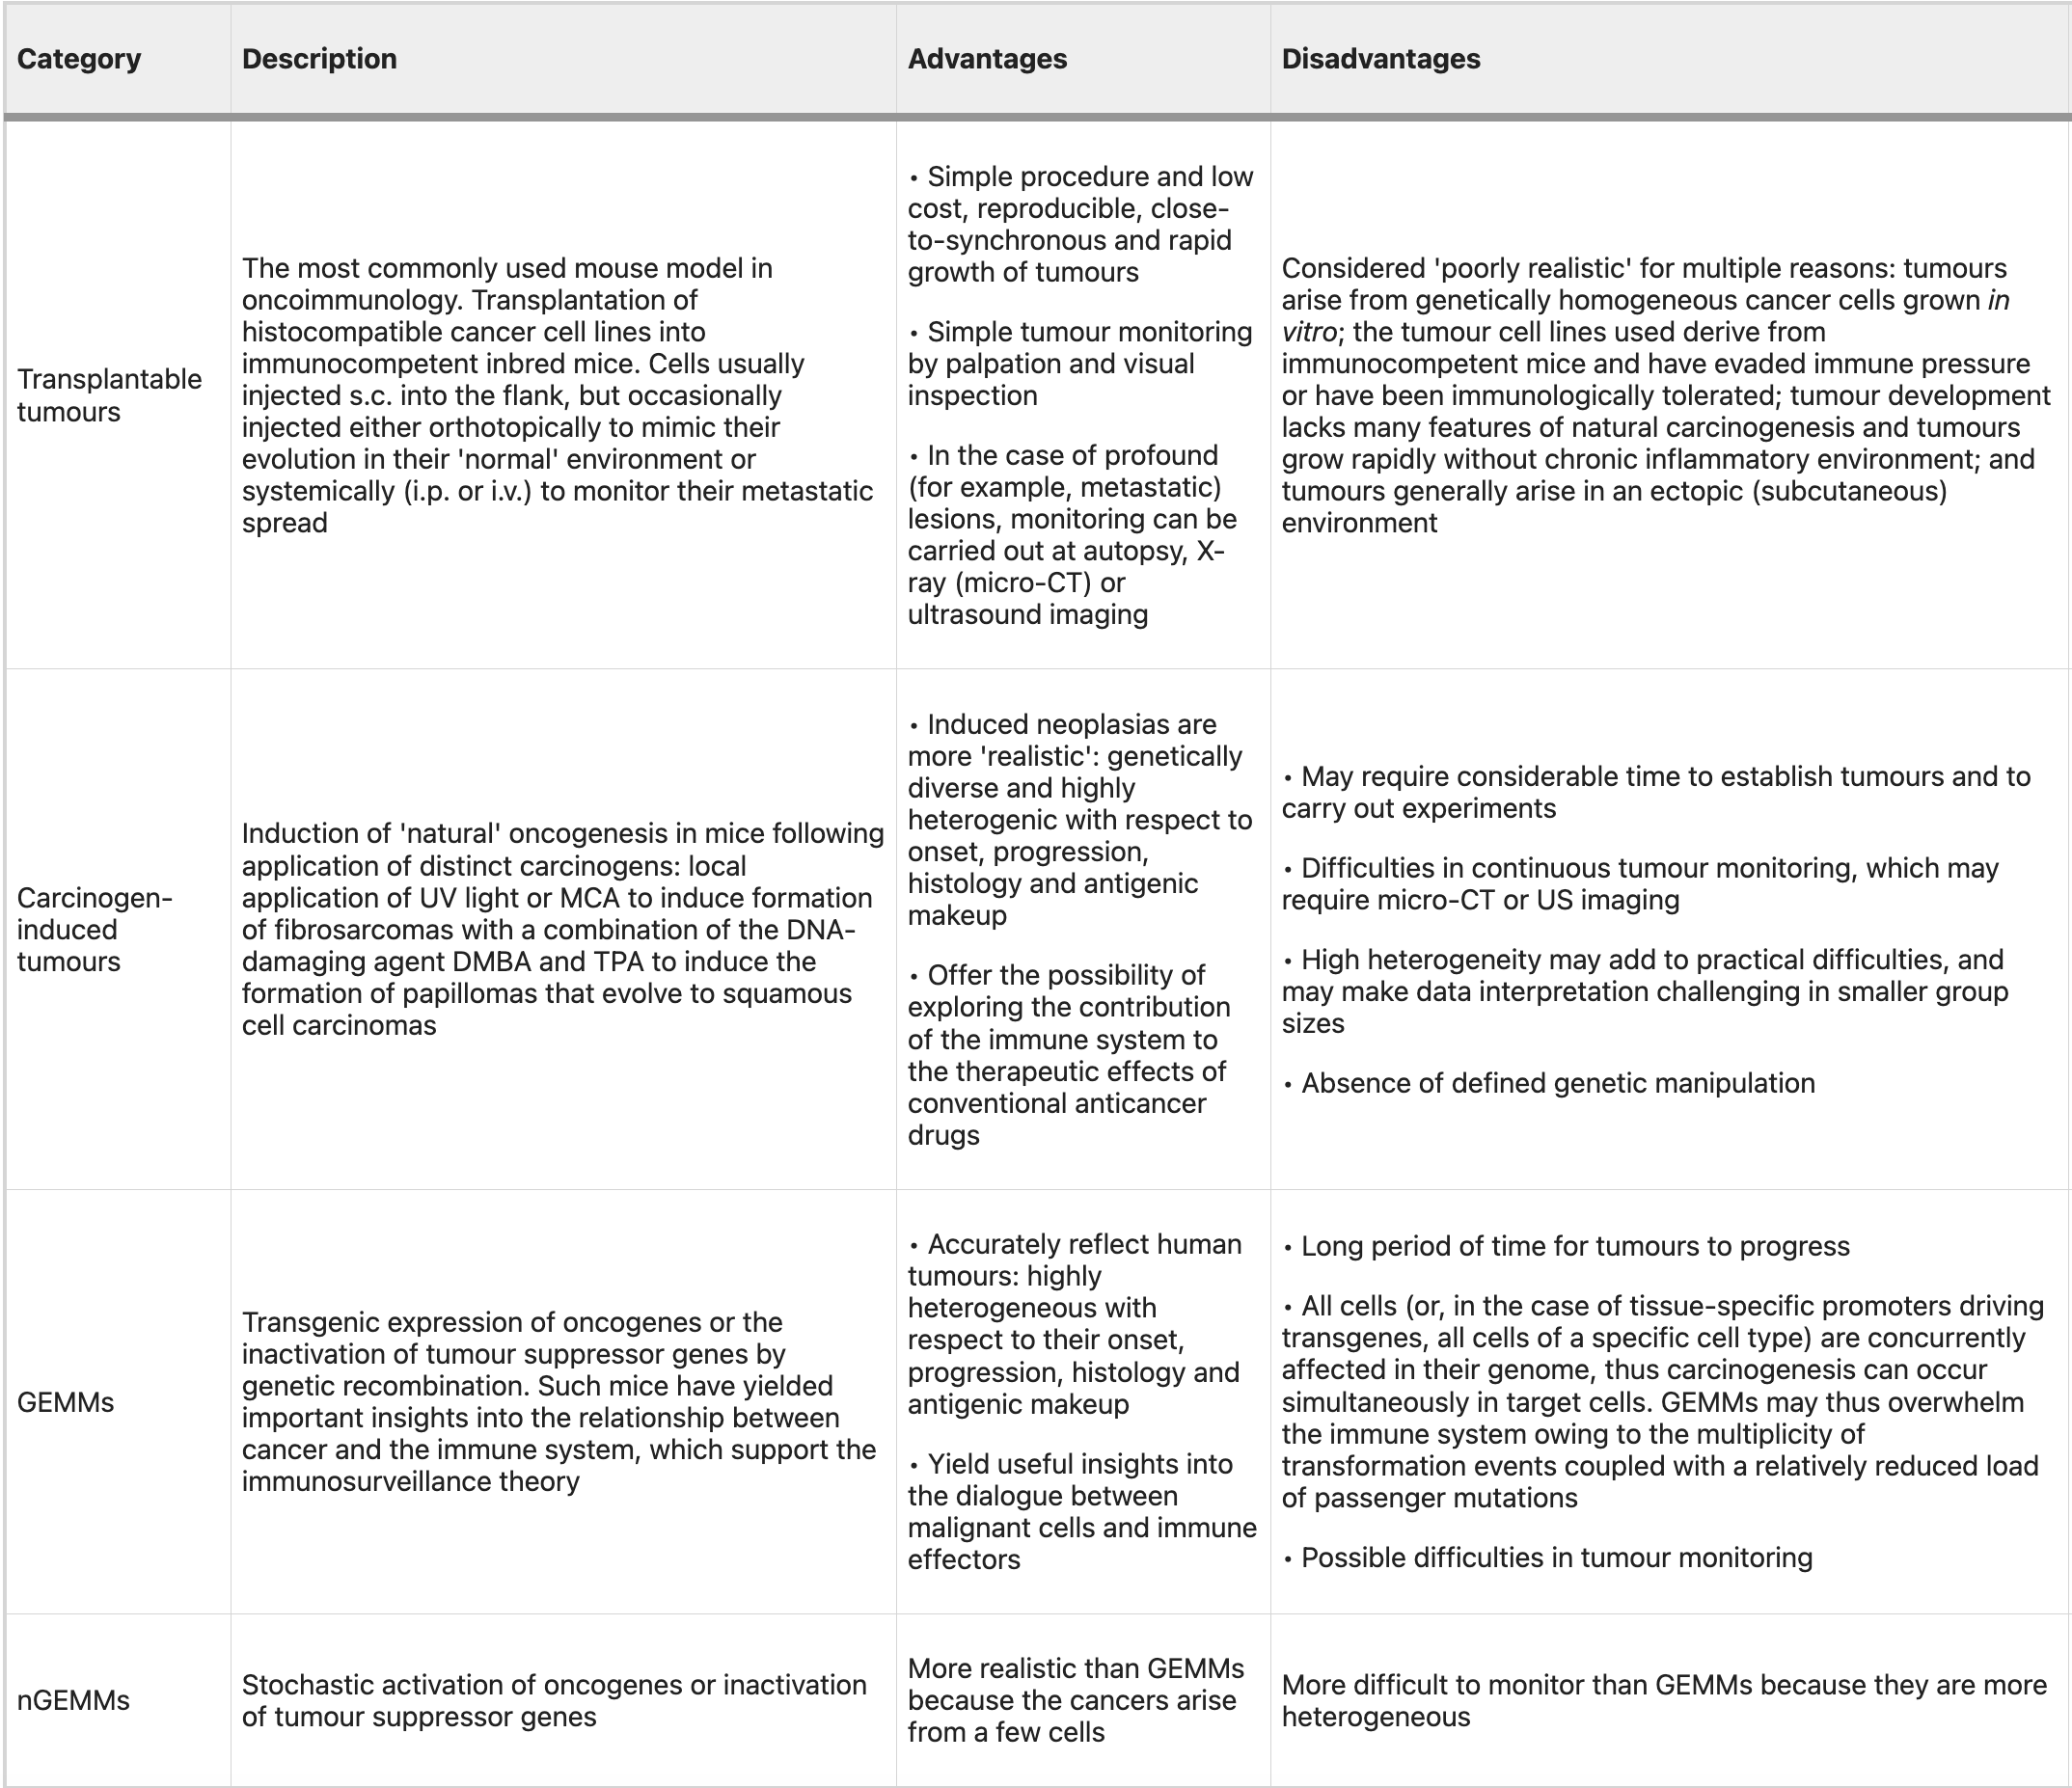 Category
Description
Advantages
Disadvantages
Transplantable
tumours
The most commonly used mouse model in
oncoimmunology. Transplantation of
histocompatible cancer cell lines into
immunocompetent inbred mice. Cells usually
injected s.c. into the flank, but occasionally
injected either orthotopically to mimic their
evolution in their 'normal' environment or
systemically (i.p. or i.v.) to monitor their metastatic
spread
• Simple procedure and low
cost, reproducible, close-
to-synchronous and rapid
growth of tumours
• Simple tumour monitoring
by palpation and visual
inspection
• In the case of profound
(for example, metastatic)
lesions, monitoring can be
carried out at autopsy, X-
ray (micro-CT) or
ultrasound imaging
Considered 'poorly realistic' for multiple reasons: tumours
arise from genetically homogeneous cancer cells grown in
vitro; the tumour cell lines used derive from
immunocompetent mice and have evaded immune pressure
or have been immunologically tolerated; tumour development
lacks many features of natural carcinogenesis and tumours
grow rapidly without chronic inflammatory environment; and
tumours generally arise in an ectopic (subcutaneous)
environment
Carcinogen-
induced
tumours
Induction of 'natural' oncogenesis in mice following
application of distinct carcinogens: local
application of UV light or MCA to induce formation
of fibrosarcomas with a combination of the DNA-
damaging agent DMBA and TPA to induce the
formation of papillomas that evolve to squamous
cell carcinomas
• Induced neoplasias are
more 'realistic': genetically
diverse and highly
heterogenic with respect to
onset, progression,
histology and antigenic
makeup
• Offer the possibility of
exploring the contribution
of the immune system to
the therapeutic effects of
conventional anticancer
drugs
• May require considerable time to establish tumours and to
carry out experiments
• Difficulties in continuous tumour monitoring, which may
require micro-CT or US imaging
• High heterogeneity may add to practical difficulties, and
may make data interpretation challenging in smaller group
sizes
• Absence of defined genetic manipulation
GEMMs
Transgenic expression of oncogenes or the
inactivation of tumour suppressor genes by
genetic recombination. Such mice have yielded
important insights into the relationship between
cancer and the immune system, which support the
immunosurveillance theory
• Accurately reflect human
tumours: highly
heterogeneous with
respect to their onset,
progression, histology and
antigenic makeup
• Yield useful insights into
the dialogue between
malignant cells and immune
effectors
• Long period of time for tumours to progress
• All cells (or, in the case of tissue-specific promoters driving
transgenes, all cells of a specific cell type) are concurrently
affected in their genome, thus carcinogenesis can occur
simultaneously in target cells. GEMMs may thus overwhelm
the immune system owing to the multiplicity of
transformation events coupled with a relatively reduced load
of passenger mutations
• Possible difficulties in tumour monitoring
nGEMMs
Stochastic activation of oncogenes or inactivation
of tumour suppressor genes
More realistic than GEMMs
because the cancers arise
from a few cells
More difficult to monitor than GEMMs because they are more
heterogeneous